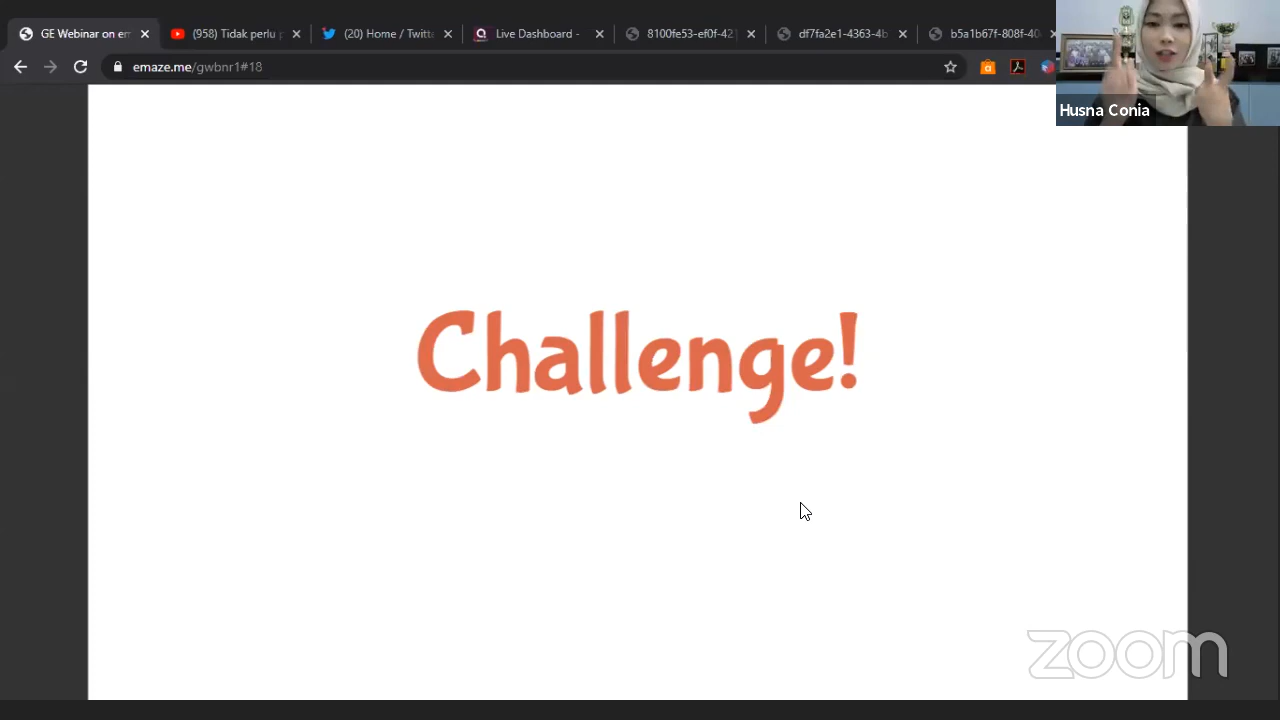 GE Webinar on em
(958) Tidak perlu p
(20) Home / Twitte
Live Dashboard -
8100fe53-ef0f-42
df7fa2e1-4363-4b
b5a1b67f-808f-40
emaze.me/gwbnr1#18
Husna Conia
Challenge!
zoom